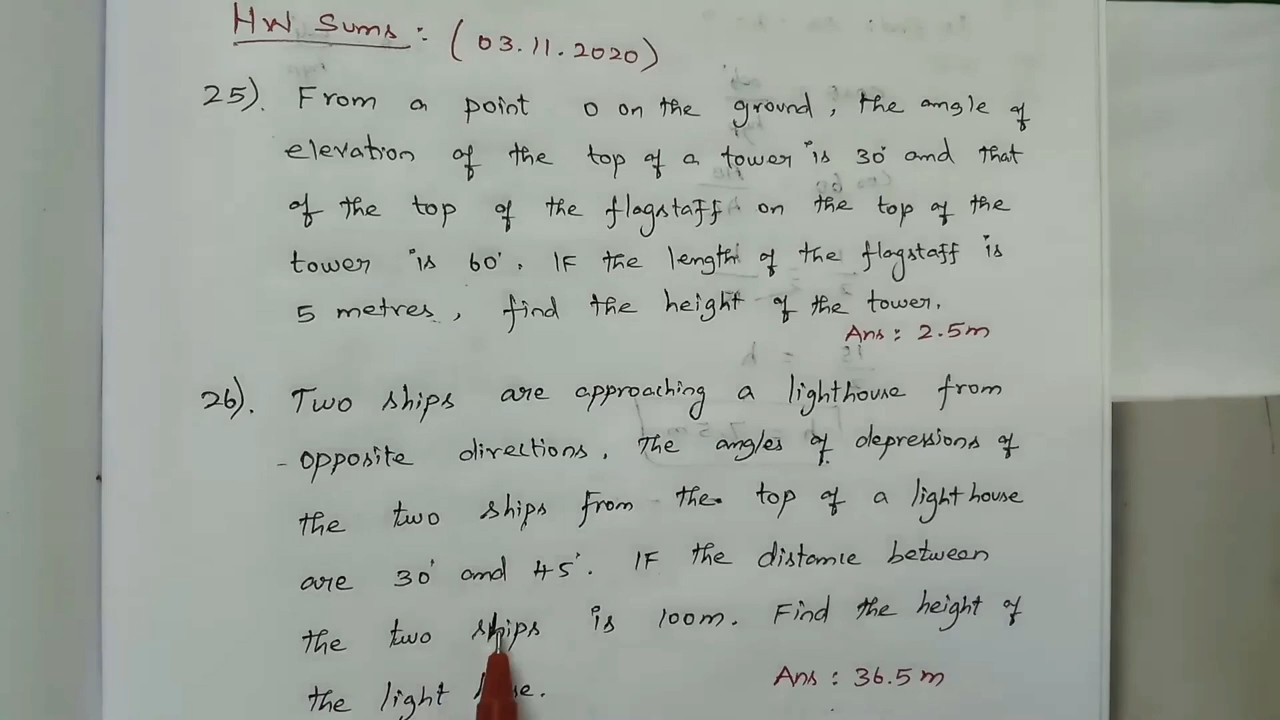 HW Sums : (03.11.2020)
25). From a point O on the ground, the angle of
elevation of the top of a tower is 30° and that
of the top of the flagstaff on the top of the
tower is 60°. If the length of the flagstaff is
5 metres, find the height of the tower.
Ans : 2.5m
26). Two ships are approaching a lighthouse from
opposite directions. The angles of depressions of
the two ships from the top of a light house
are 30° and 45°. If the distance between
the two ships is 100m. Find the height of
the light
Ans : 36.5m